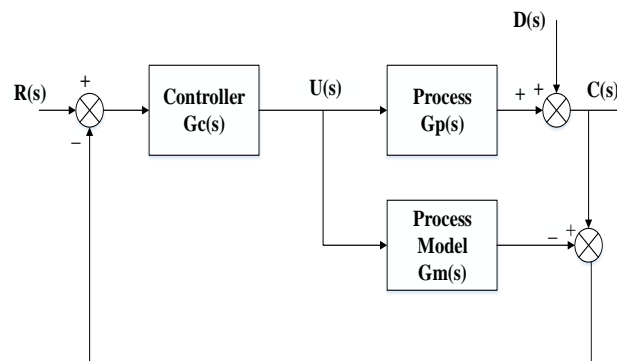 D(s)
+
R(s)
Controller
Gc(s)
U(s)
Process
Gp(s)
+ +
C(s)
−
Process
Model
Gm(s)
− +